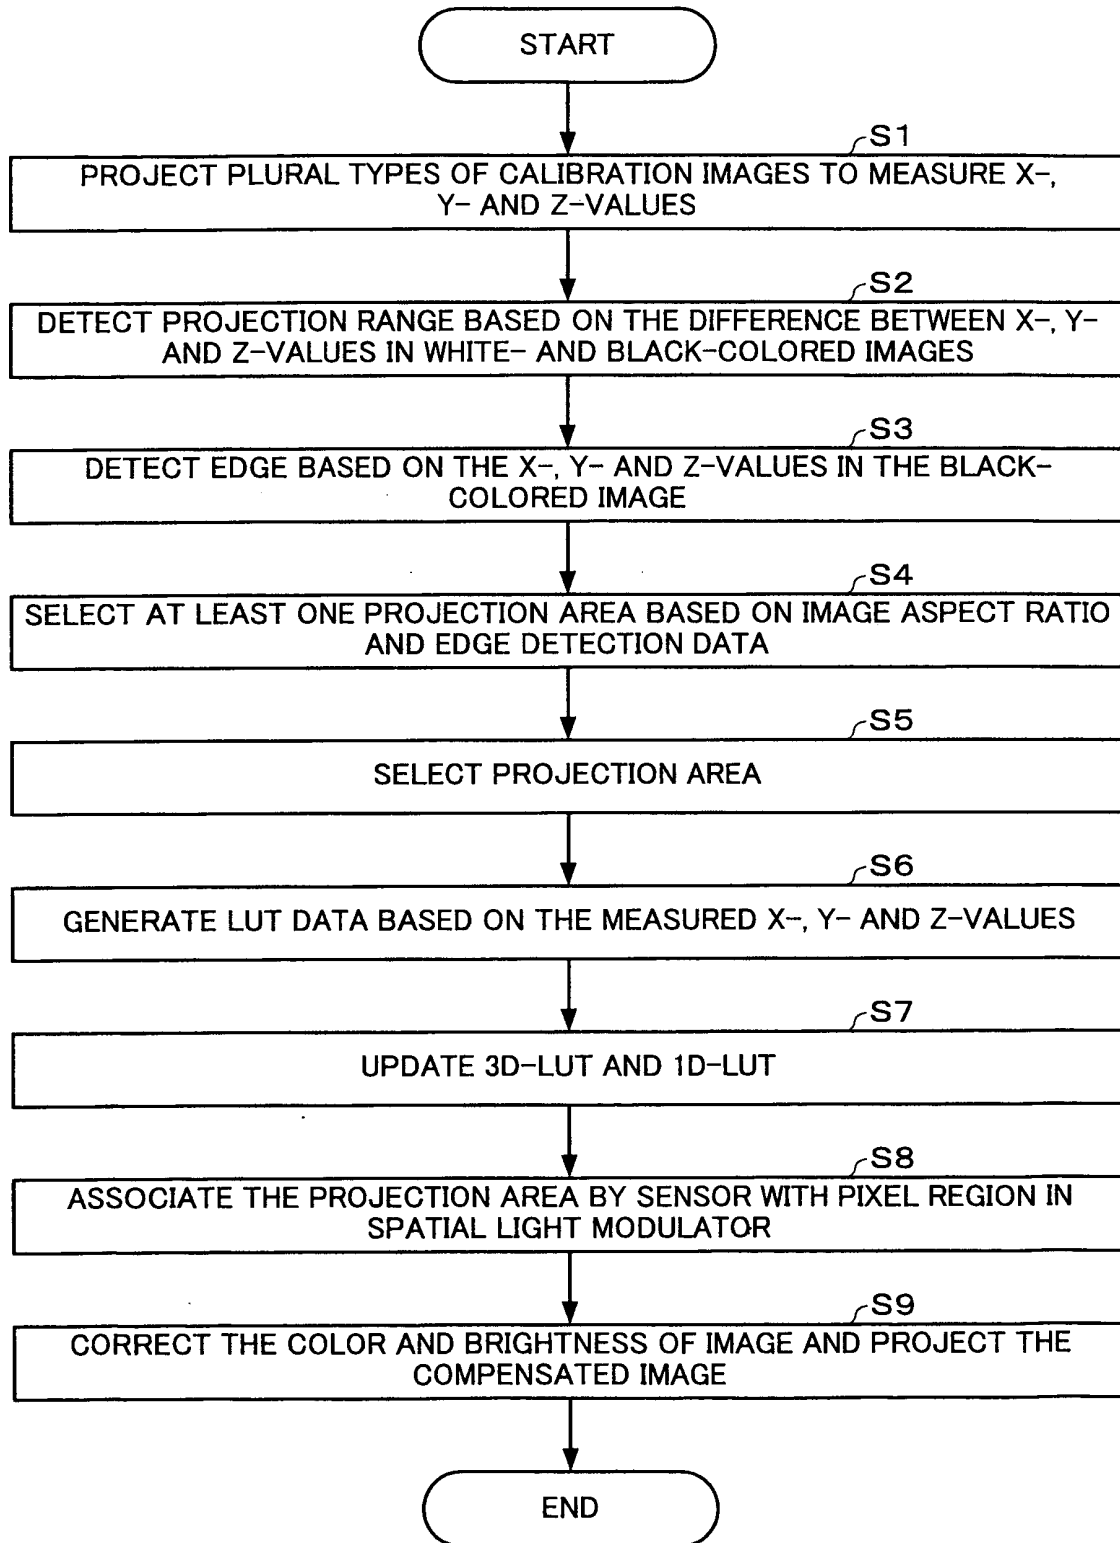 START
S1
PROJECT PLURAL TYPES OF CALIBRATION IMAGES TO MEASURE X-,
Y- AND Z-VALUES
S2
DETECT PROJECTION RANGE BASED ON THE DIFFERENCE BETWEEN X-, Y-
AND Z-VALUES IN WHITE- AND BLACK-COLORED IMAGES
S3
DETECT EDGE BASED ON THE X-, Y- AND Z-VALUES IN THE BLACK-
COLORED IMAGE
S4
SELECT AT LEAST ONE PROJECTION AREA BASED ON IMAGE ASPECT RATIO
AND EDGE DETECTION DATA
S5
SELECT PROJECTION AREA
S6
GENERATE LUT DATA BASED ON THE MEASURED X-, Y- AND Z-VALUES
S7
UPDATE 3D-LUT AND 1D-LUT
S8
ASSOCIATE THE PROJECTION AREA BY SENSOR WITH PIXEL REGION IN
SPATIAL LIGHT MODULATOR
S9
CORRECT THE COLOR AND BRIGHTNESS OF IMAGE AND PROJECT THE
COMPENSATED IMAGE
END